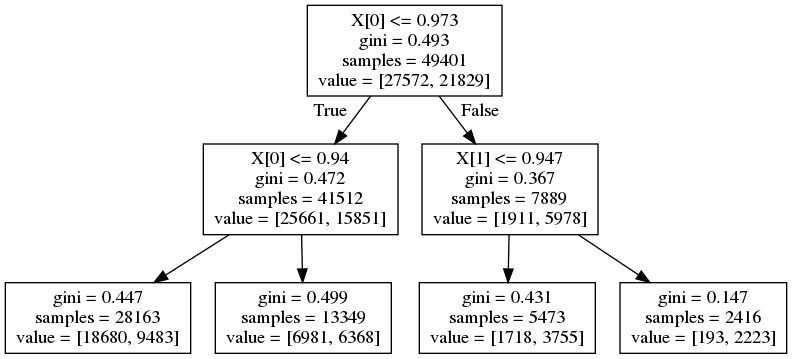 X[0] <= 0.973
gini = 0.493
samples = 49401
value = [27572, 21829]
True
False
X[0] <= 0.94
gini = 0.472
samples = 41512
value = [25661, 15851]
X[1] <= 0.947
gini = 0.367
samples = 7889
value = [1911, 5978]
gini = 0.447
samples = 28163
value = [18680, 9483]
gini = 0.499
samples = 13349
value = [6981, 6368]
gini = 0.431
samples = 5473
value = [1718, 3755]
gini = 0.147
samples = 2416
value = [193, 2223]